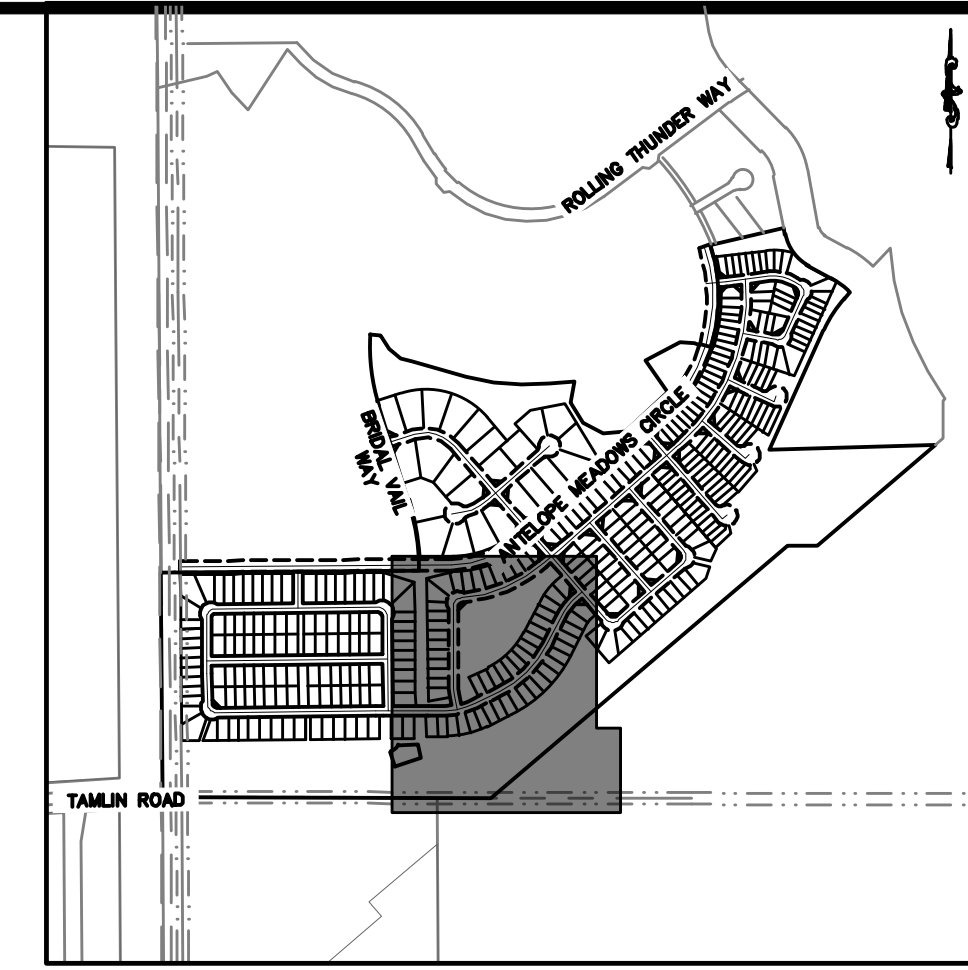 ROLLING THUNDER WAY
BRIDAL VAIL
WAY
ANTELOPE MEADOWS CIRCLE
TAMLIN ROAD